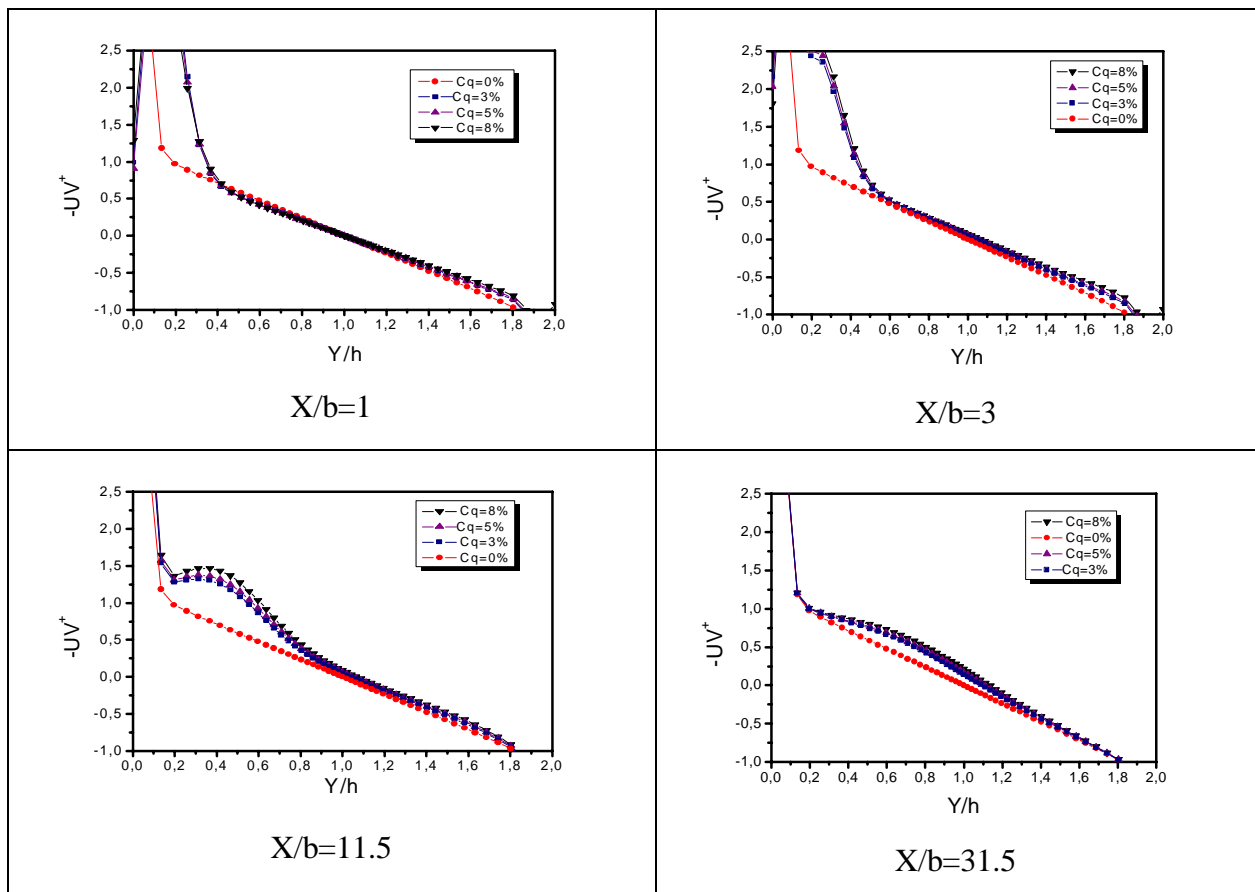 2,5
2,0
1,5
1,0
0,5
0,0
-0,5
-1,0
-UV+
0,0 0,2 0,4 0,6 0,8 1,0 1,2 1,4 1,6 1,8 2,0
Y/h
Cq=0%
Cq=3%
Cq=5%
Cq=8%
X/b=1
2,5
2,0
1,5
1,0
0,5
0,0
-0,5
-1,0
-UV+
0,0 0,2 0,4 0,6 0,8 1,0 1,2 1,4 1,6 1,8 2,0
Y/h
Cq=8%
Cq=5%
Cq=3%
Cq=0%
X/b=3
2,5
2,0
1,5
1,0
0,5
0,0
-0,5
-1,0
-UV+
0,0 0,2 0,4 0,6 0,8 1,0 1,2 1,4 1,6 1,8 2,0
Y/h
Cq=8%
Cq=5%
Cq=3%
Cq=0%
X/b=11.5
2,5
2,0
1,5
1,0
0,5
0,0
-0,5
-1,0
-UV+
0,0 0,2 0,4 0,6 0,8 1,0 1,2 1,4 1,6 1,8 2,0
Y/h
Cq=8%
Cq=0%
Cq=5%
Cq=3%
X/b=31.5